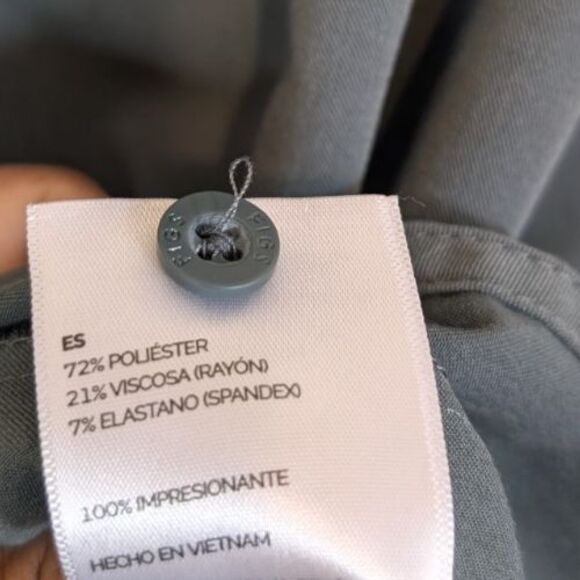 FIGS
FIGS
ES
72% POLIÉSTER
21% VISCOSA (RAYÓN)
7% ELASTANO (SPANDEX)
100% IMPRESIONANTE
HECHO EN VIETNAM